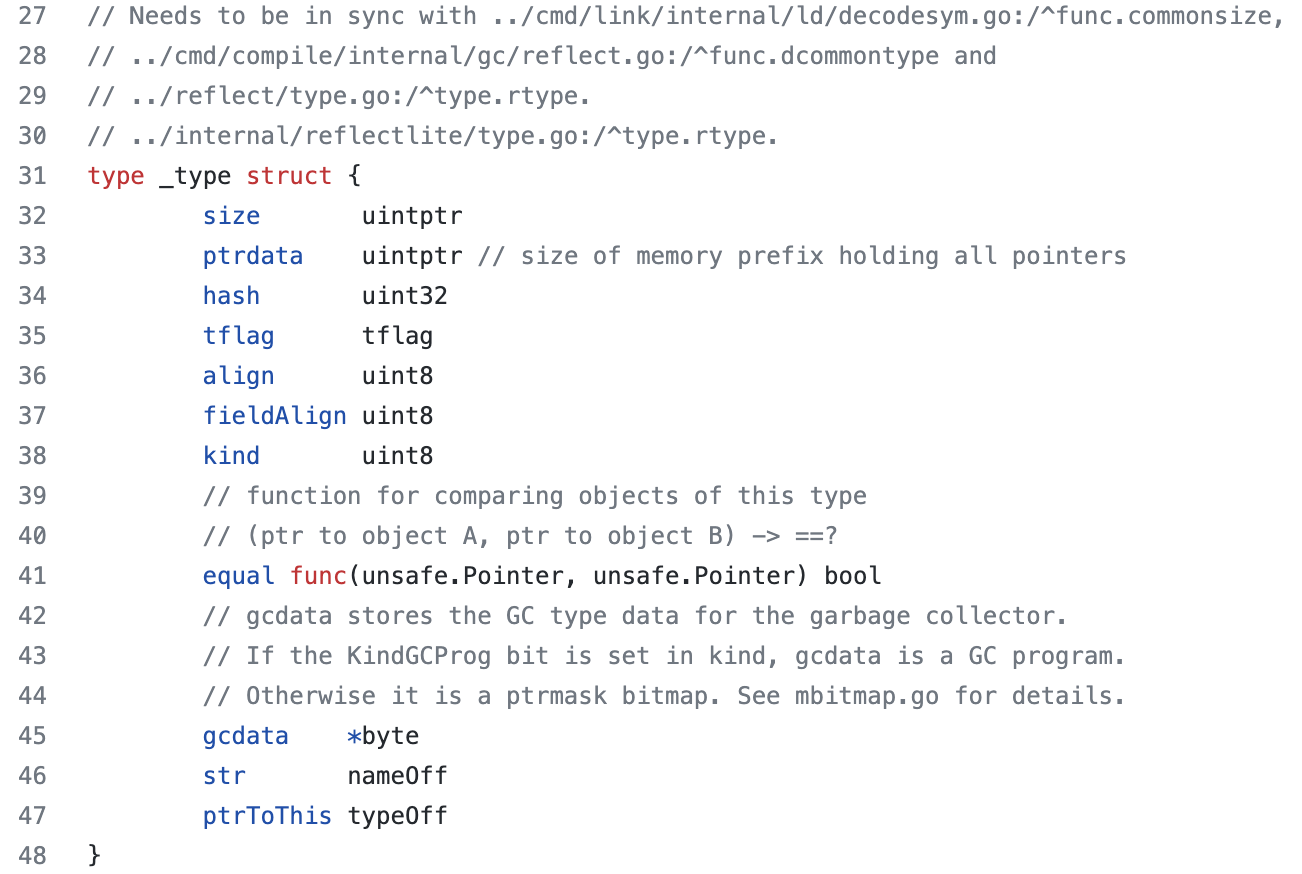 27 // Needs to be in sync with ../cmd/link/internal/ld/decodesym.go:/^func.commonsize,
28 // ../cmd/compile/internal/gc/reflect.go:/^func.dcommontype and
29 // ../reflect/type.go:/^type.rtype.
30 // ../internal/reflectlite/type.go:/^type.rtype.
31 type _type struct {
32         size       uintptr
33         ptrdata    uintptr // size of memory prefix holding all pointers
34         hash       uint32
35         tflag      tflag
36         align      uint8
37         fieldAlign uint8
38         kind       uint8
39         // function for comparing objects of this type
40         // (ptr to object A, ptr to object B) -> ==?
41         equal func(unsafe.Pointer, unsafe.Pointer) bool
42         // gcdata stores the GC type data for the garbage collector.
43         // If the KindGCProg bit is set in kind, gcdata is a GC program.
44         // Otherwise it is a ptrmask bitmap. See mbitmap.go for details.
45         gcdata    *byte
46         str       nameOff
47         ptrToThis typeOff
48 }